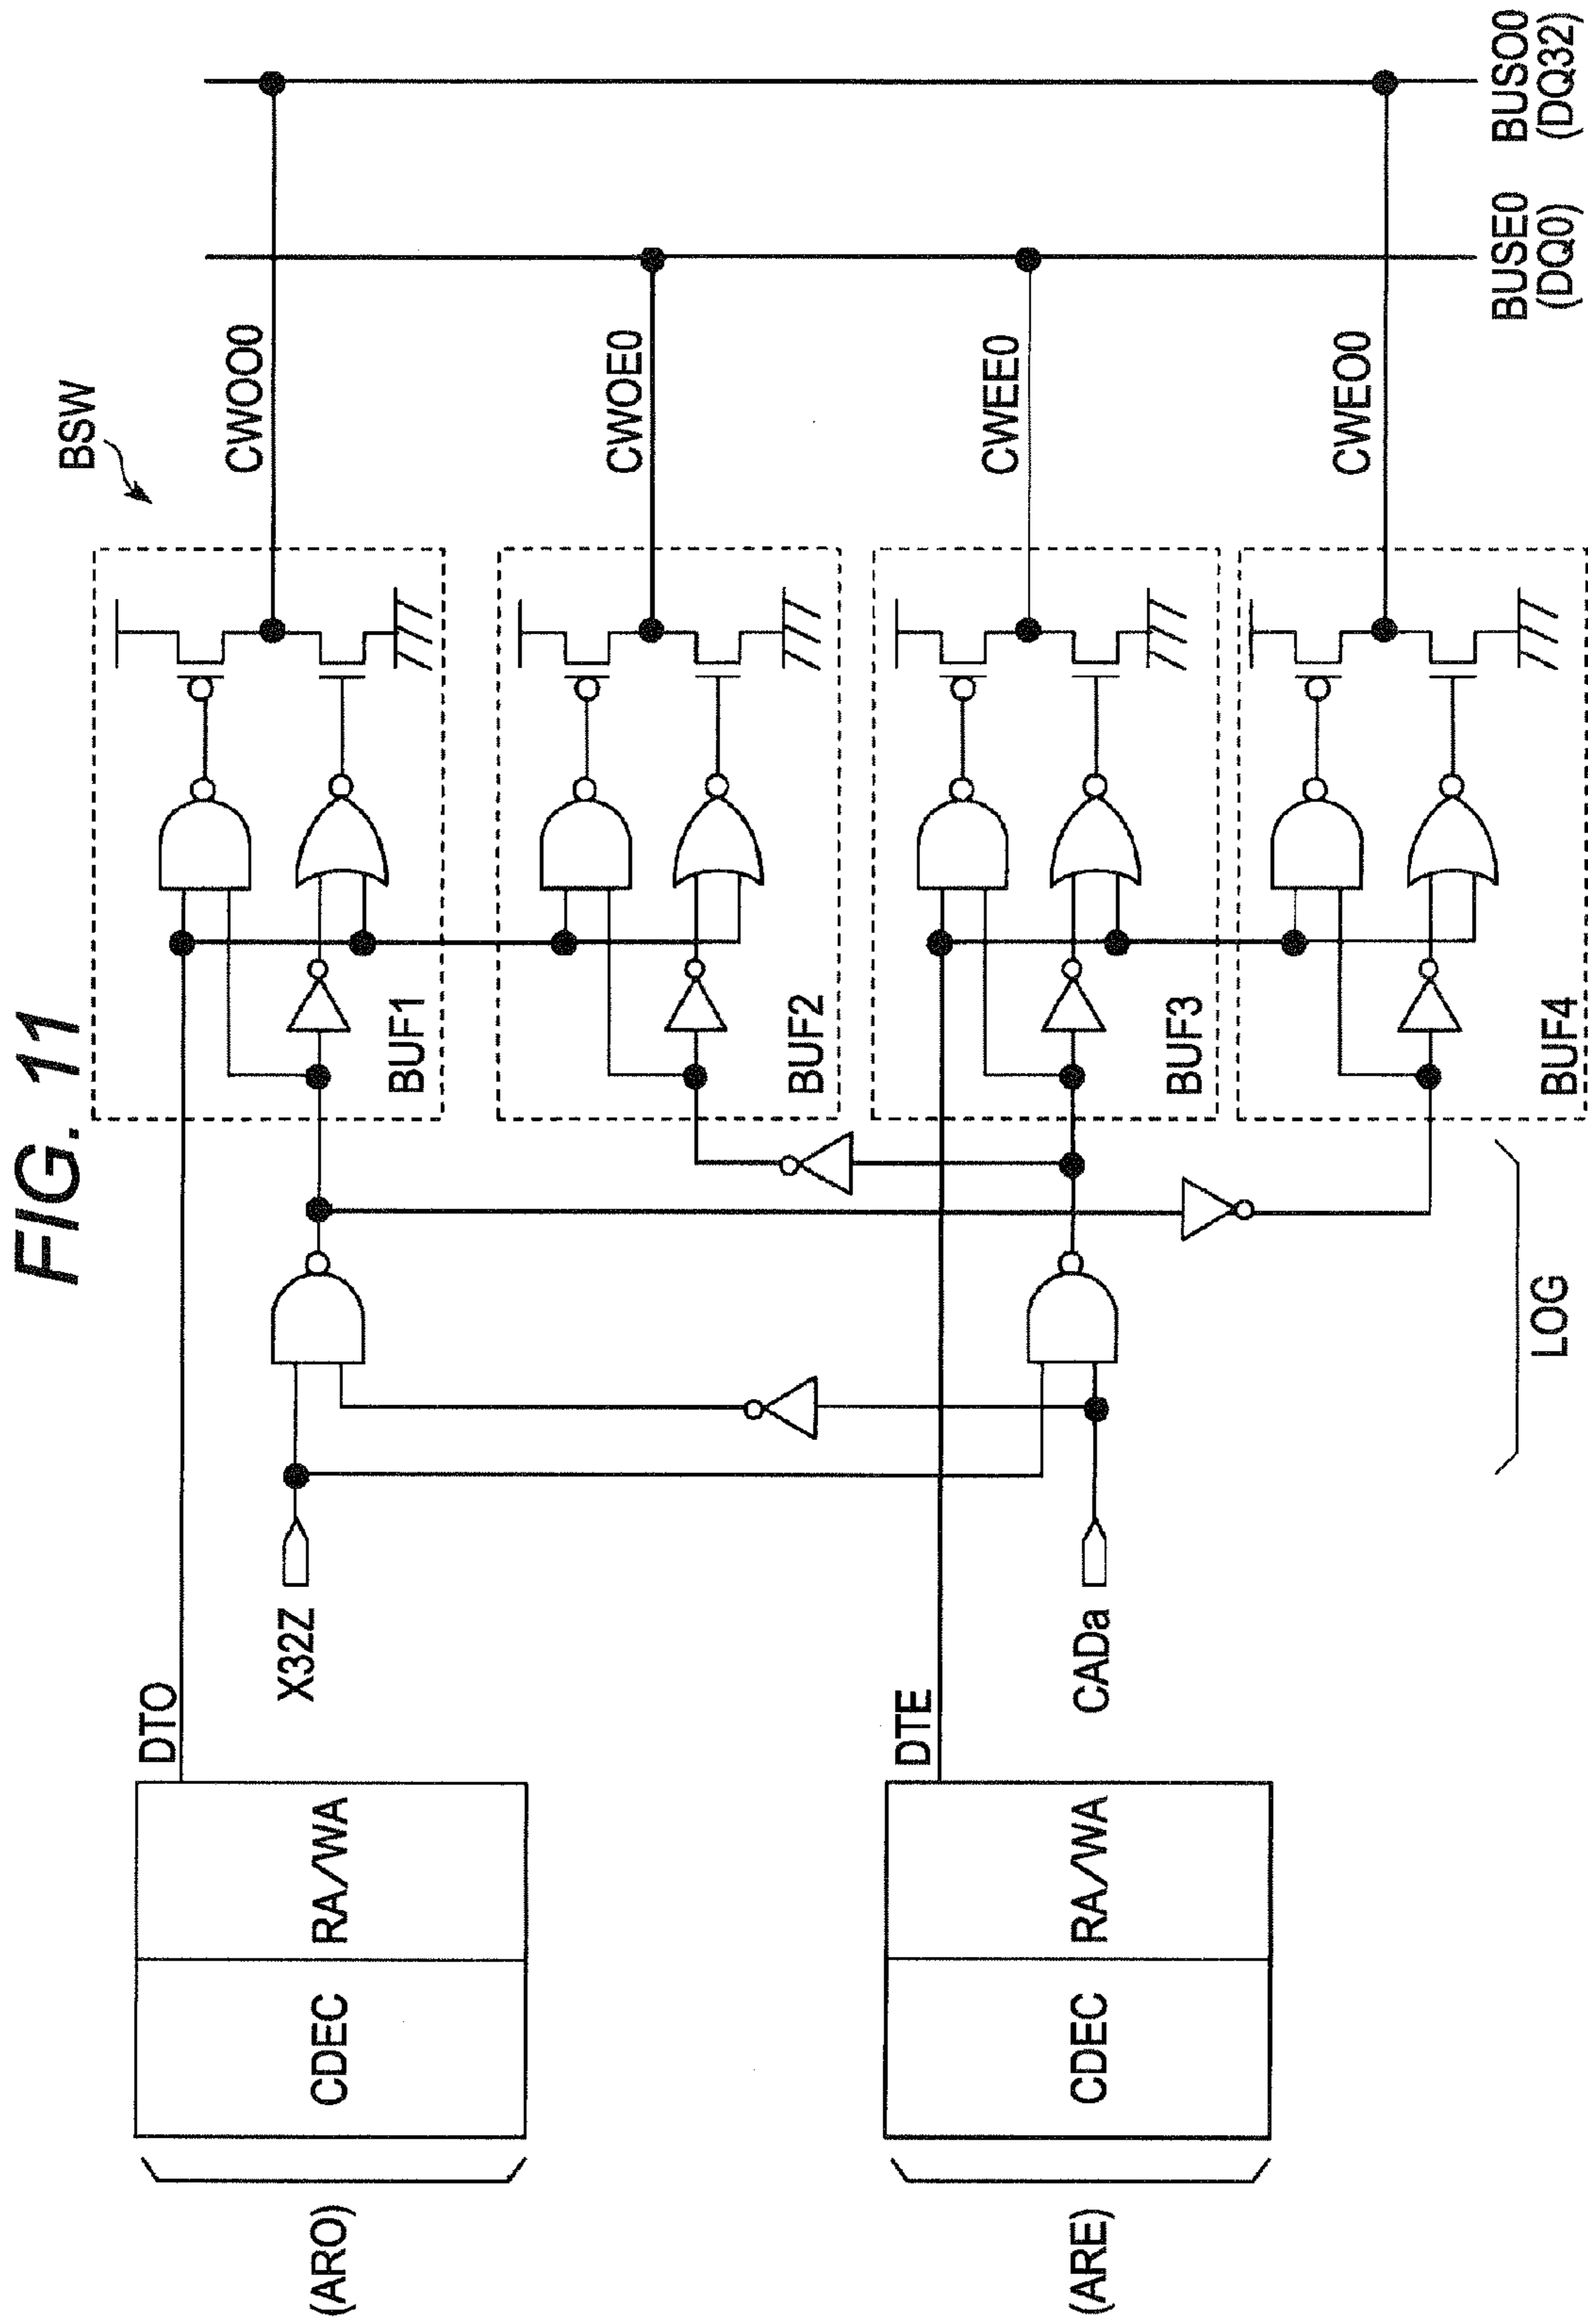 FIG. 11
BSW
(ARO)
CDEC
RA/WA
DTO
X32Z
BUF1
CWOO0
BUF2
CWOE0
(ARE)
CDEC
RA/WA
DTE
CADa
BUF3
CWEE0
BUF4
CWEO0
LOG
BUSE0
(DQ0)
BUSO0
(DQ32)